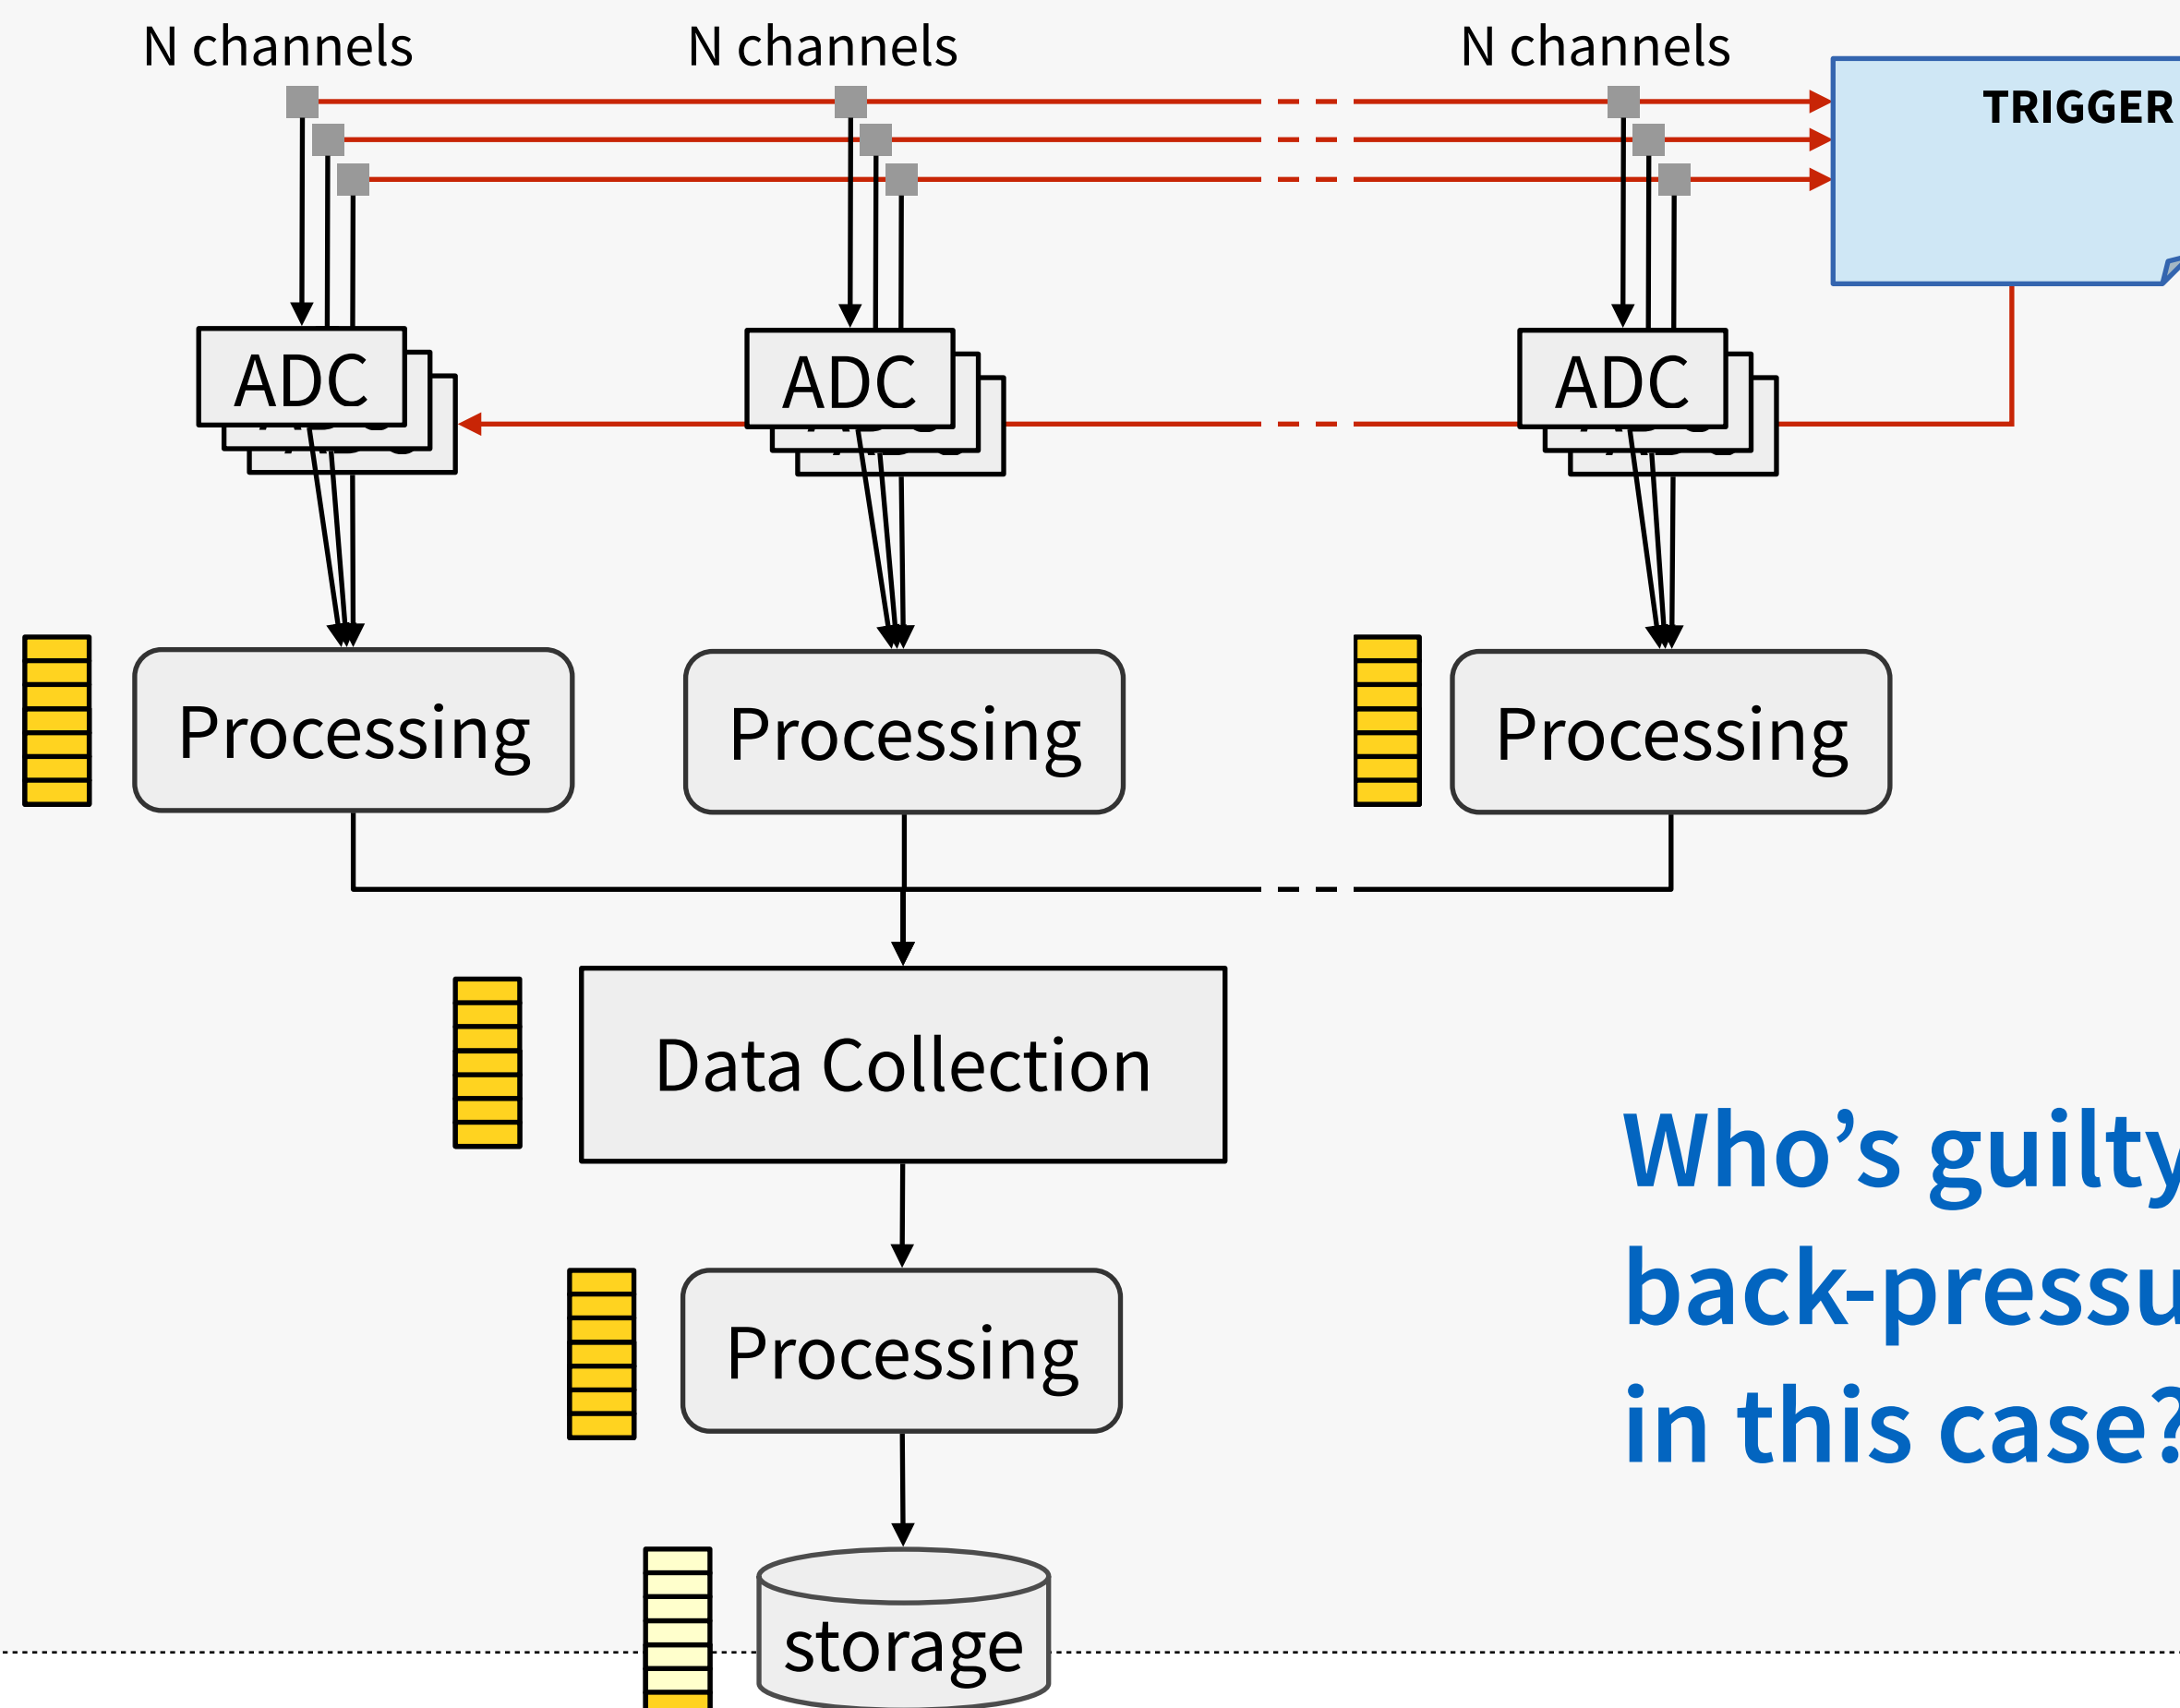 N channels
N channels
N channels
TRIGGER
ADC
ADC
ADC
Processing
Processing
Processing
Data Collection
Who’s guilty
back-pressu
in this case?
Processing
storage